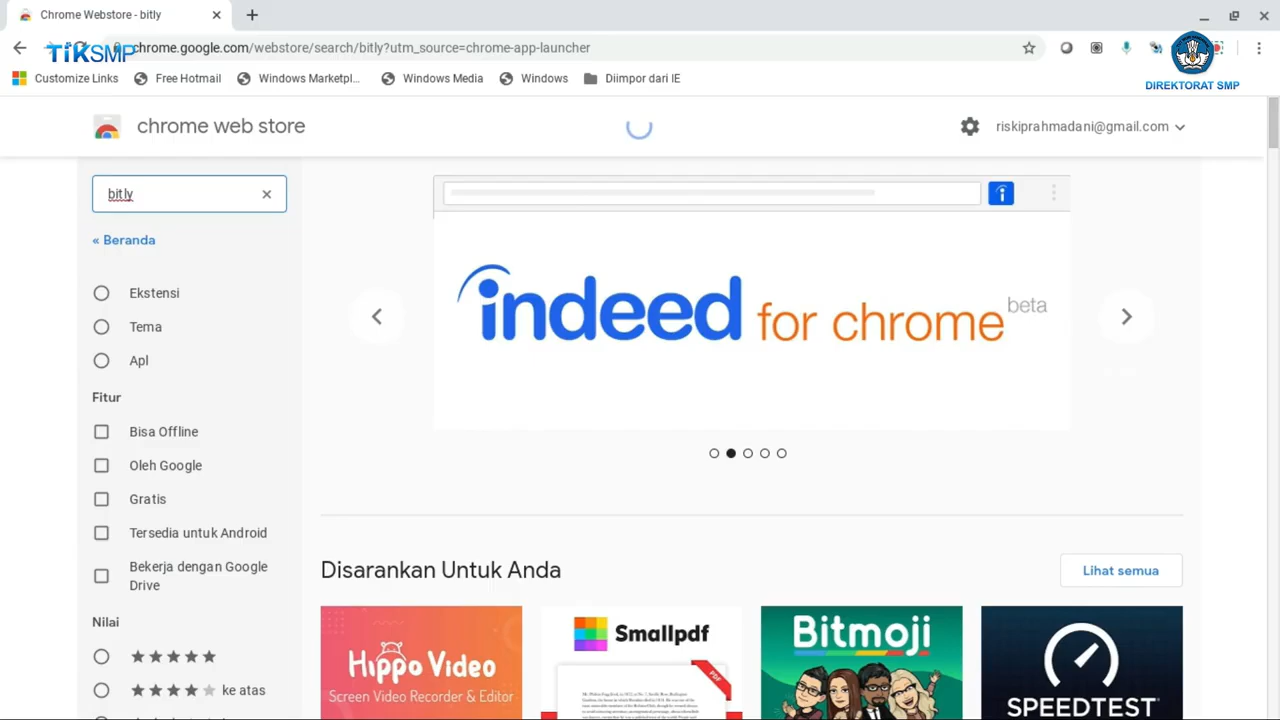 Chrome Webstore - bitly
TIKSMP
chrome.google.com/webstore/search/bitly?utm_source=chrome-app-launcher
Customize Links
Free Hotmail
Windows Marketpl...
Windows Media
Windows
Diimpor dari IE
DIREKTORAT SMP
chrome web store
riskiprahmadani@gmail.com
bitly
« Beranda
Ekstensi
Tema
Apl
Fitur
Bisa Offline
Oleh Google
Gratis
Tersedia untuk Android
Bekerja dengan Google
Drive
Nilai
ke atas
indeed for chrome beta
Disarankan Untuk Anda
Lihat semua
Hippo Video
Screen Video Recorder & Editor
Smallpdf
PDF
Bitmoji
SPEEDTEST